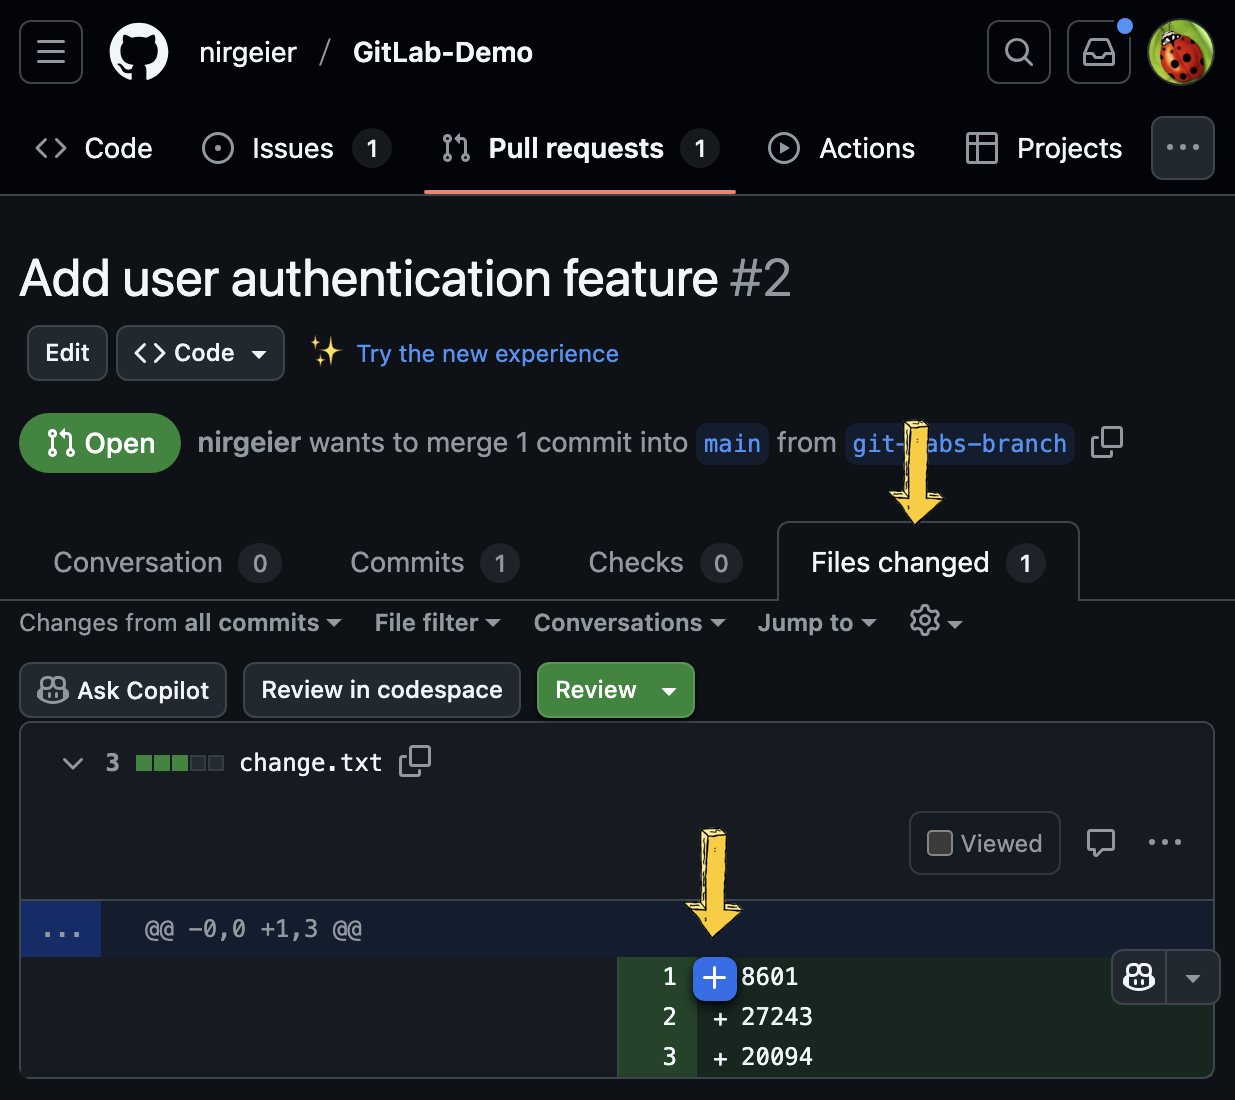 nirgeier / GitLab-Demo
Code Issues 1 Pull requests 1 Actions Projects
Add user authentication feature #2
Edit Code Try the new experience
Open nirgeier wants to merge 1 commit into main from git-abs-branch
Conversation 0 Commits 1 Checks 0 Files changed 1
Changes from all commits File filter Conversations Jump to
Ask Copilot Review in codespace Review
3 change.txt
Viewed
... @@ -0,0 +1,3 @@
1 + 8601
2 + 27243
3 + 20094